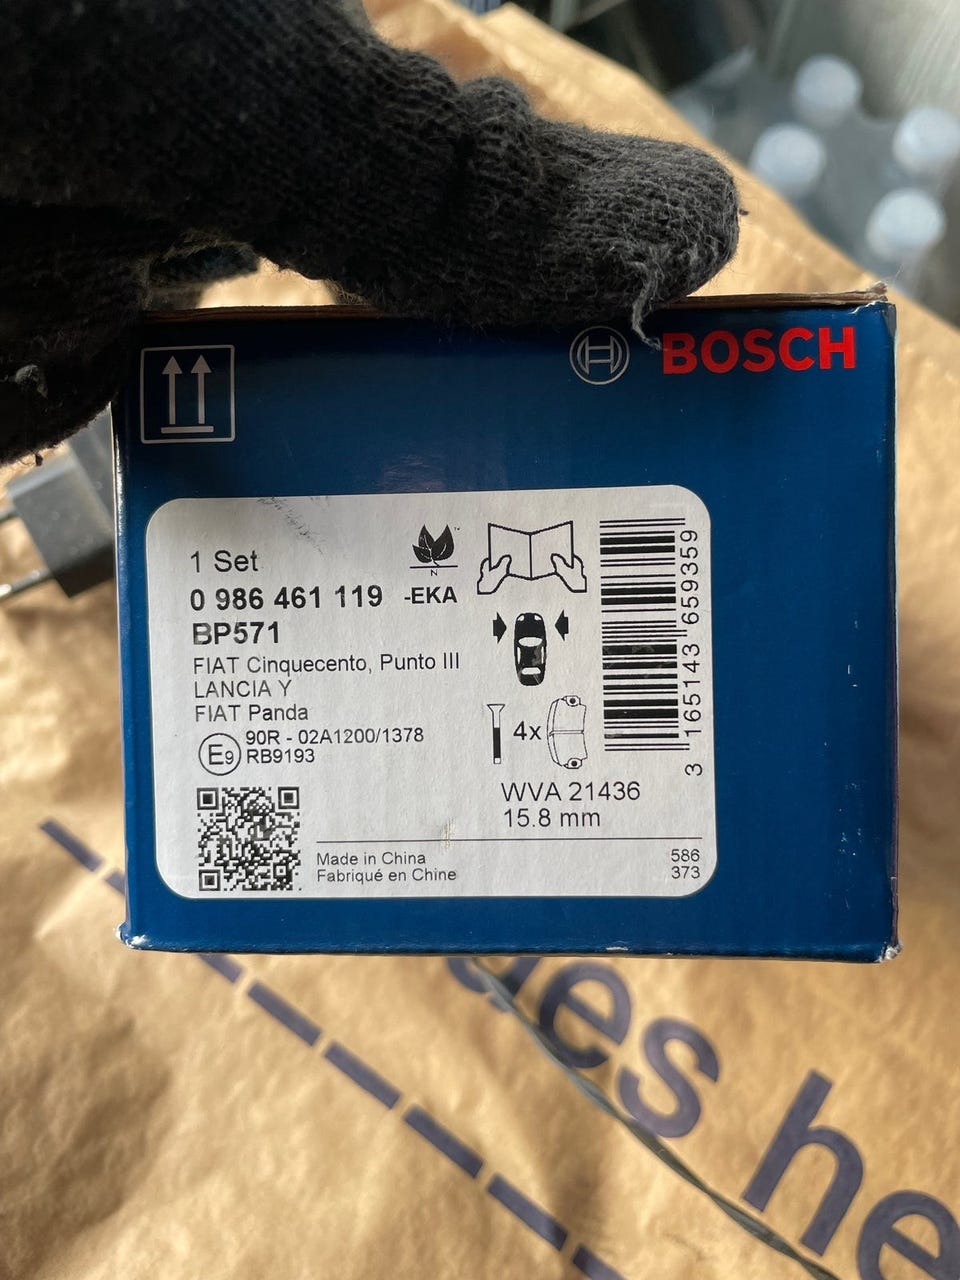 BOSCH
1 Set
0 986 461 119 -EKA
BP571
FIAT Cinquecento, Punto III
LANCIA Y
FIAT Panda
E9 90R - 02A1200/1378
RB9193
N
4x
WVA 21436
15.8 mm
3 165143 659359
Made in China
Fabriqué en Chine
586
373
des he